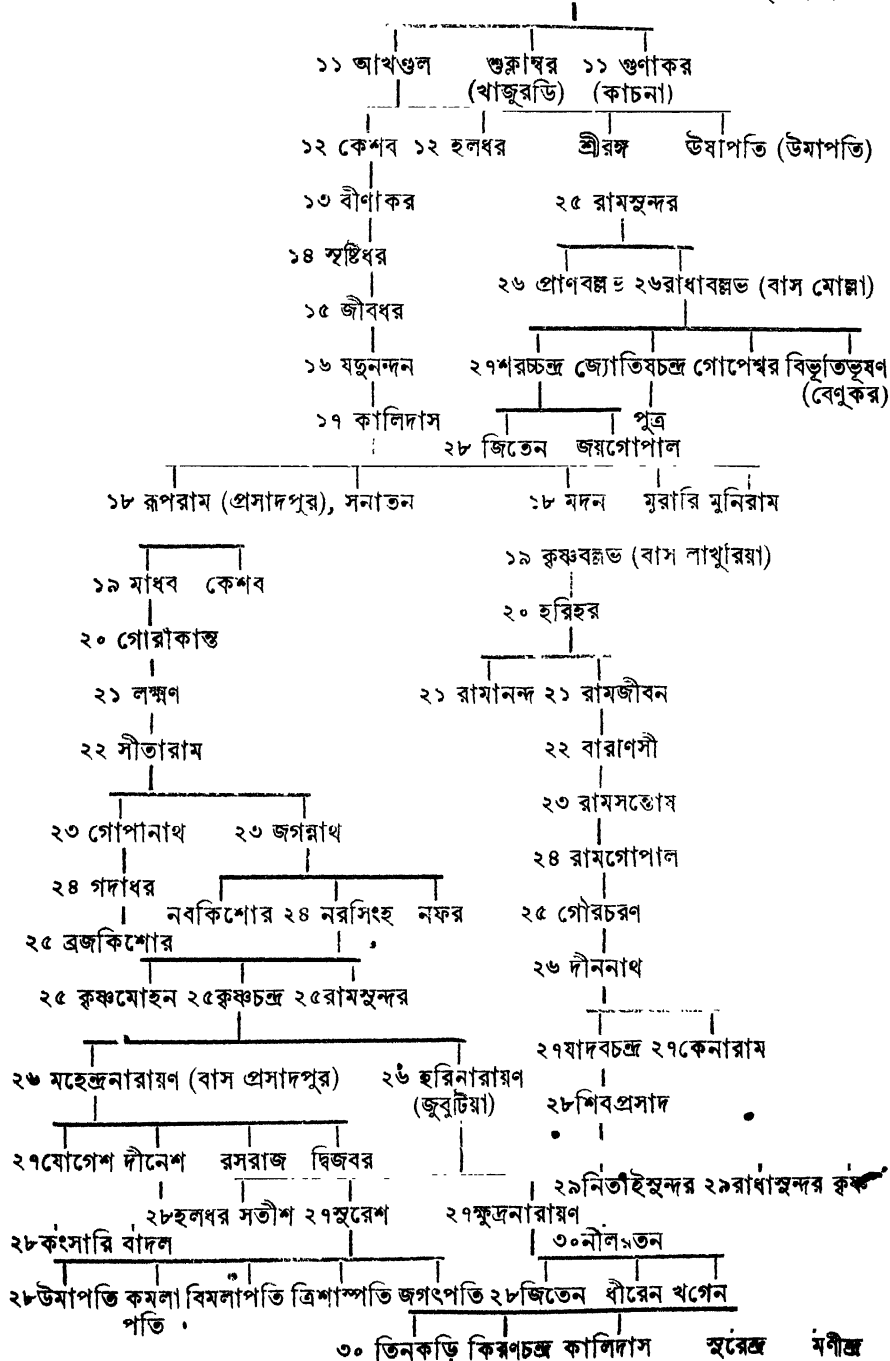 ১১ আখণ্ডল শুক্লাম্বর ১১ গুণাকর
(খাজুরডি) (কাচনা)
১২ কেশব ১২ হলধর শ্রীরঙ্গ ঊষাপতি (উমাপতি)
১৩ বীণাকর ২৫ রামসুন্দর
১৪ সৃষ্টিধর
২৬ প্রাণবল্লভ ২৬রাধাবল্লভ (বাস মোল্লা)
১৫ জীবধর
১৬ যদুনন্দন ২৭শরচ্চন্দ্র জ্যোতিষচন্দ্র গোপেশ্বর বিভূতিভূষণ
(বেণুকর)
১৭ কালিদাস পুত্র
২৮ জিতেন জয়গোপাল
১৮ রূপরাম (প্রসাদপুর), সনাতন ১৮ মদন মুরারি মুনিরাম
১৯ কৃষ্ণবল্লভ (বাস লাখুরিয়া)
১৯ মাধব কেশব
২০ হরিহর
২০ গোরাকান্ত
২১ লক্ষ্মণ ২১ রামানন্দ ২১ রামজীবন
২২ সীতারাম ২২ বারাণসী
২৩ রামসন্তোষ
২৩ গোপীনাথ ২৩ জগন্নাথ
২৪ রামগোপাল
২৪ গদাধর
নবকিশোর ২৪ নরসিংহ নফর ২৫ গৌরচরণ
২৫ ব্রজকিশোর
২৬ দীননাথ
২৫ কৃষ্ণমোহন ২৫কৃষ্ণচন্দ্র ২৫রামসুন্দর
২৭যাদবচন্দ্র ২৭কেনারাম
২৬ মহেন্দ্রনারায়ণ (বাস প্রসাদপুর) ২৬ হরিনারায়ণ
(জুবুটিয়া) ২৮শিবপ্রসাদ
২৭যোগেশ দীনেশ রসরাজ দ্বিজবর
২৯নিতাইসুন্দর ২৯রাধাসুন্দর কৃষ্ণ
২৮হলধর সতীশ ২৭সুরেশ ২৭ক্ষুদ্রনারায়ণ
২৮কংসারি বাদল ৩০নীলরতন
২৮উমাপতি কমলা বিমলাপতি ত্রিশাম্পতি জগৎপতি ২৮জিতেন ধীরেন খগেন
পতি
৩০ তিনকড়ি কিরণচন্দ্র কালিদাস সুরেন্দ্র মণীন্দ্র